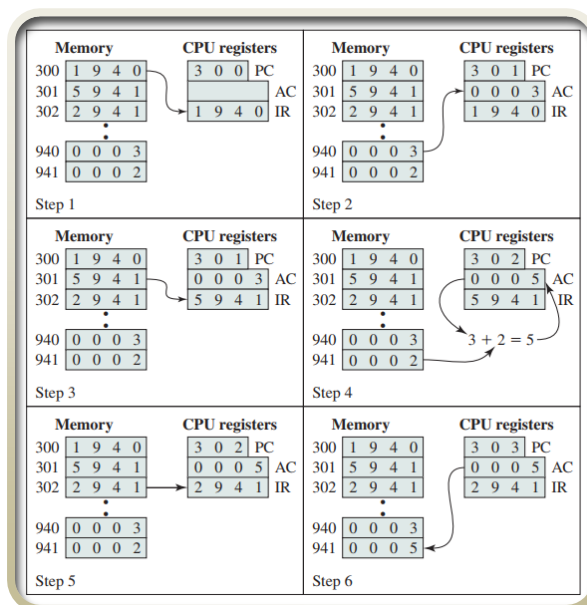 Memory CPU registers
300 1 9 4 0 3 0 0 PC
301 5 9 4 1 AC
302 2 9 4 1 1 9 4 0 IR
940 0 0 0 3
941 0 0 0 2
Step 1
Memory CPU registers
300 1 9 4 0 3 0 1 PC
301 5 9 4 1 0 0 0 3 AC
302 2 9 4 1 1 9 4 0 IR
940 0 0 0 3
941 0 0 0 2
Step 2
Memory CPU registers
300 1 9 4 0 3 0 1 PC
301 5 9 4 1 0 0 0 3 AC
302 2 9 4 1 5 9 4 1 IR
940 0 0 0 3
941 0 0 0 2
Step 3
Memory CPU registers
300 1 9 4 0 3 0 2 PC
301 5 9 4 1 0 0 0 5 AC
302 2 9 4 1 5 9 4 1 IR
940 0 0 0 3 3 + 2 = 5
941 0 0 0 2
Step 4
Memory CPU registers
300 1 9 4 0 3 0 2 PC
301 5 9 4 1 0 0 0 5 AC
302 2 9 4 1 2 9 4 1 IR
940 0 0 0 3
941 0 0 0 2
Step 5
Memory CPU registers
300 1 9 4 0 3 0 3 PC
301 5 9 4 1 0 0 0 5 AC
302 2 9 4 1 2 9 4 1 IR
940 0 0 0 3
941 0 0 0 5
Step 6